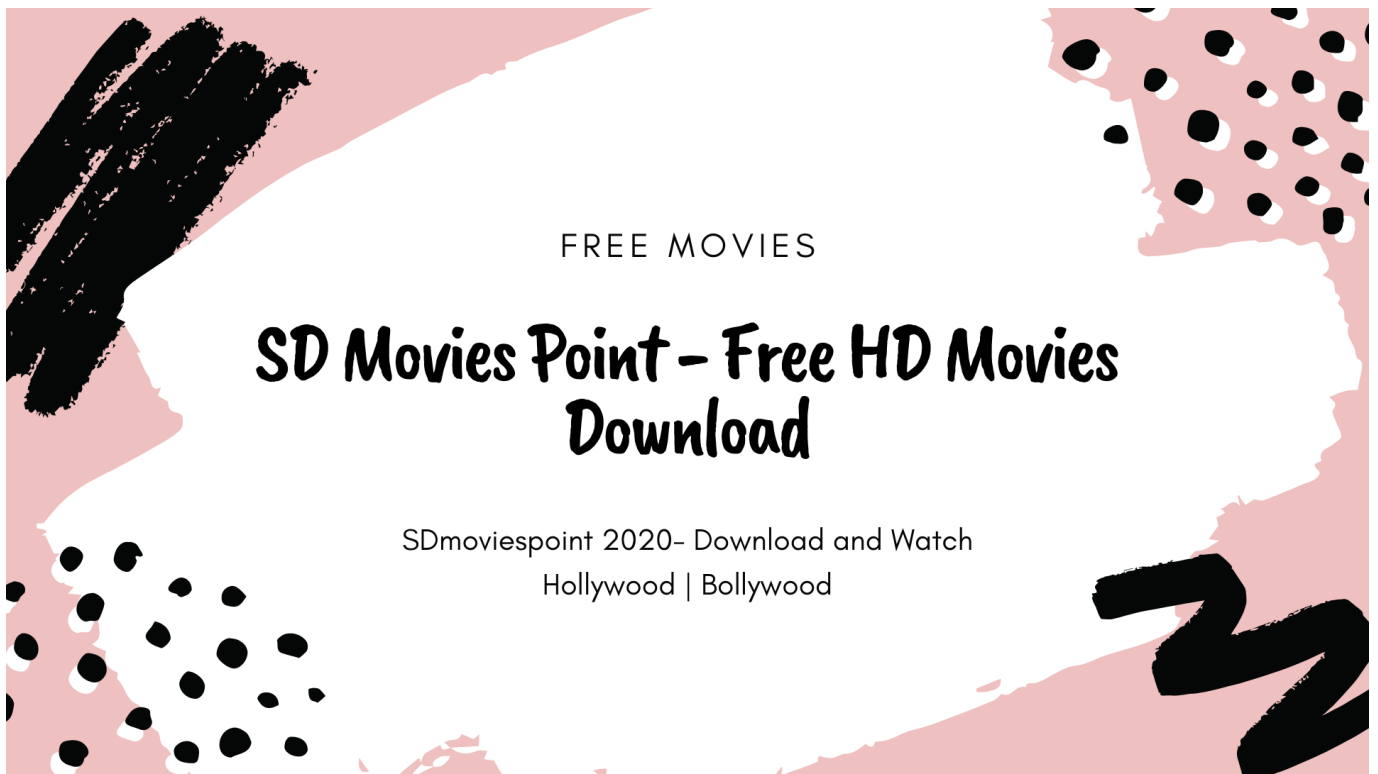 FREE MOVIES
SD Movies Point - Free HD Movies
Download
SDmoviespoint 2020- Download and Watch
Hollywood | Bollywood